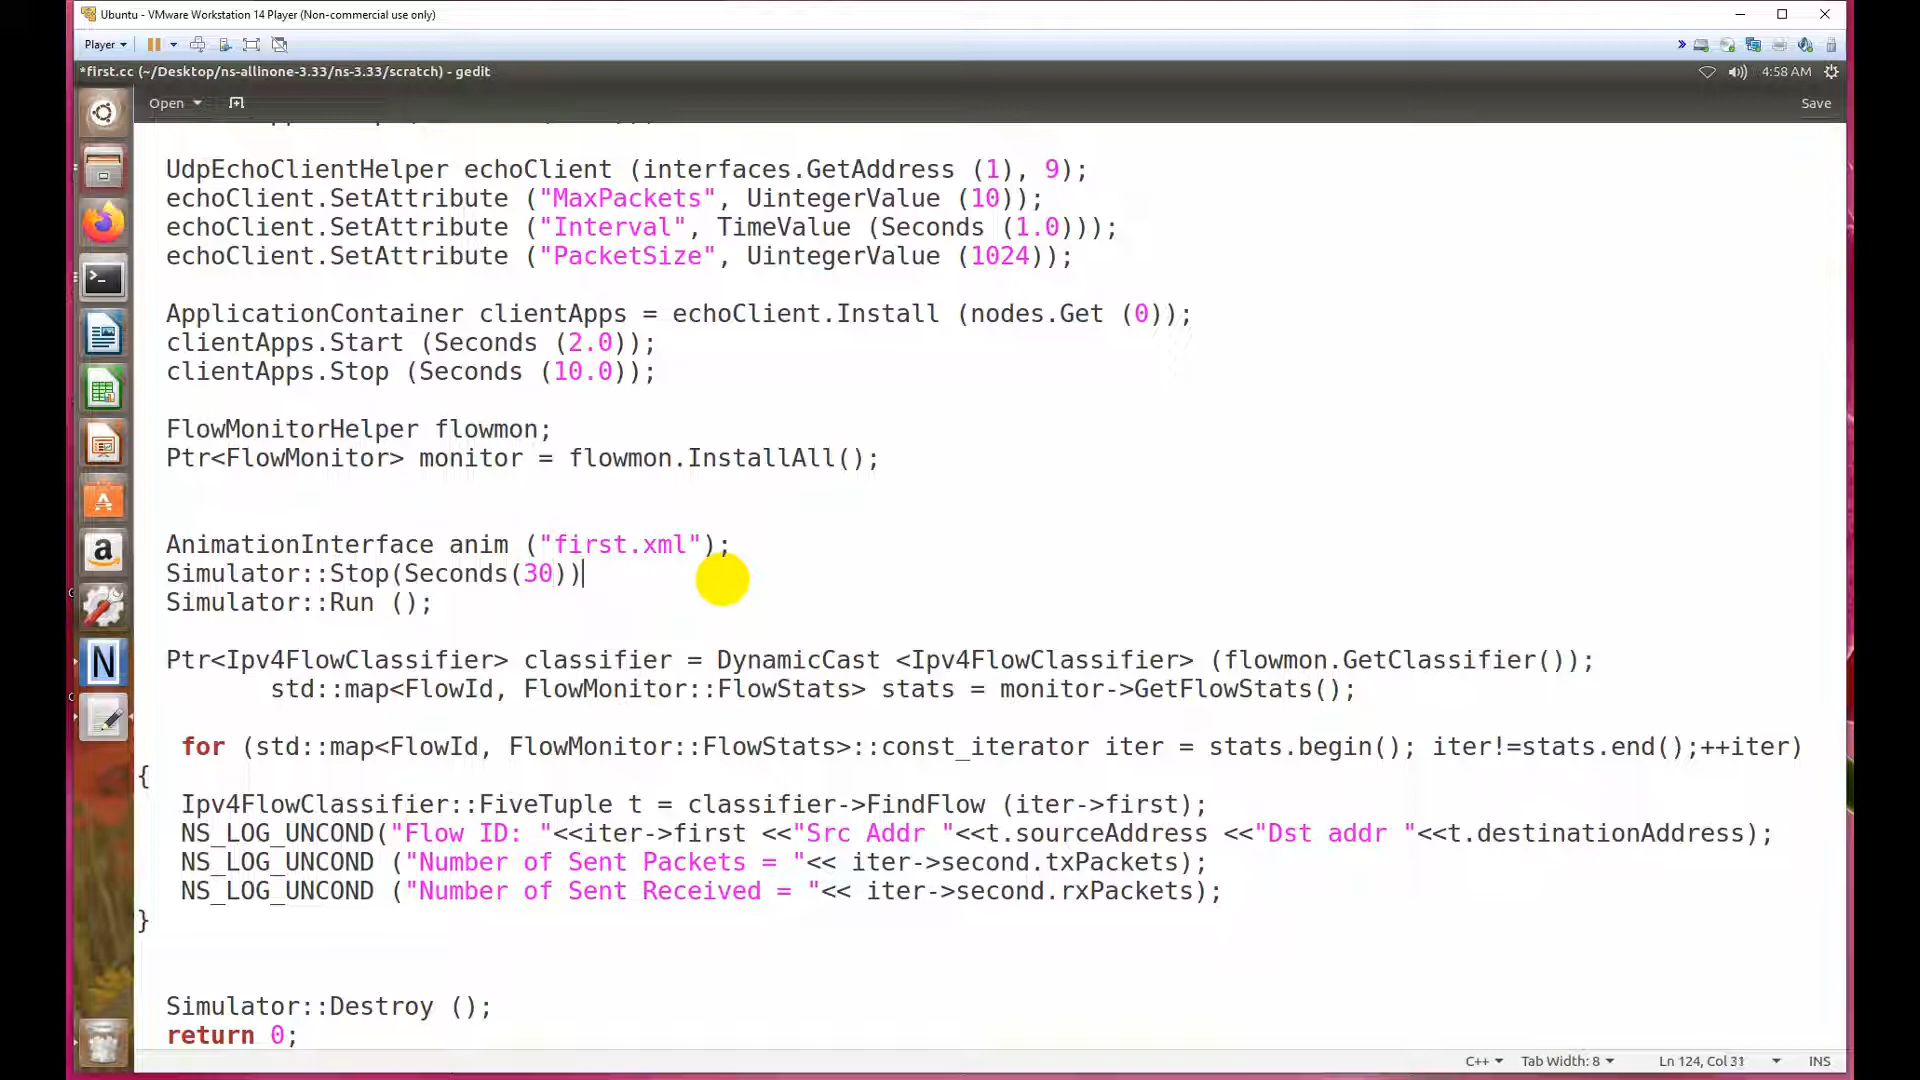 Ubuntu - VMware Workstation 14 Player (Non-commercial use only)
Player
*first.cc (~/Desktop/ns-allinone-3.33/ns-3.33/scratch) - gedit
4:58 AM
Open
Save
UdpEchoClientHelper echoClient (interfaces.GetAddress (1), 9);
echoClient.SetAttribute ("MaxPackets", UintegerValue (10));
echoClient.SetAttribute ("Interval", TimeValue (Seconds (1.0)));
echoClient.SetAttribute ("PacketSize", UintegerValue (1024));
ApplicationContainer clientApps = echoClient.Install (nodes.Get (0));
clientApps.Start (Seconds (2.0));
clientApps.Stop (Seconds (10.0));
FlowMonitorHelper flowmon;
Ptr<FlowMonitor> monitor = flowmon.InstallAll();
AnimationInterface anim ("first.xml");
Simulator::Stop(Seconds(30))
Simulator::Run ();
Ptr<Ipv4FlowClassifier> classifier = DynamicCast <Ipv4FlowClassifier> (flowmon.GetClassifier());
std::map<FlowId, FlowMonitor::FlowStats> stats = monitor->GetFlowStats();
for (std::map<FlowId, FlowMonitor::FlowStats>::const_iterator iter = stats.begin(); iter!=stats.end();++iter)
{
Ipv4FlowClassifier::FiveTuple t = classifier->FindFlow (iter->first);
NS_LOG_UNCOND("Flow ID: "<<iter->first <<"Src Addr "<<t.sourceAddress <<"Dst addr "<<t.destinationAddress);
NS_LOG_UNCOND ("Number of Sent Packets = "<< iter->second.txPackets);
NS_LOG_UNCOND ("Number of Sent Received = "<< iter->second.rxPackets);
}
Simulator::Destroy ();
return 0;
C++
Tab Width: 8
Ln 124, Col 31
INS